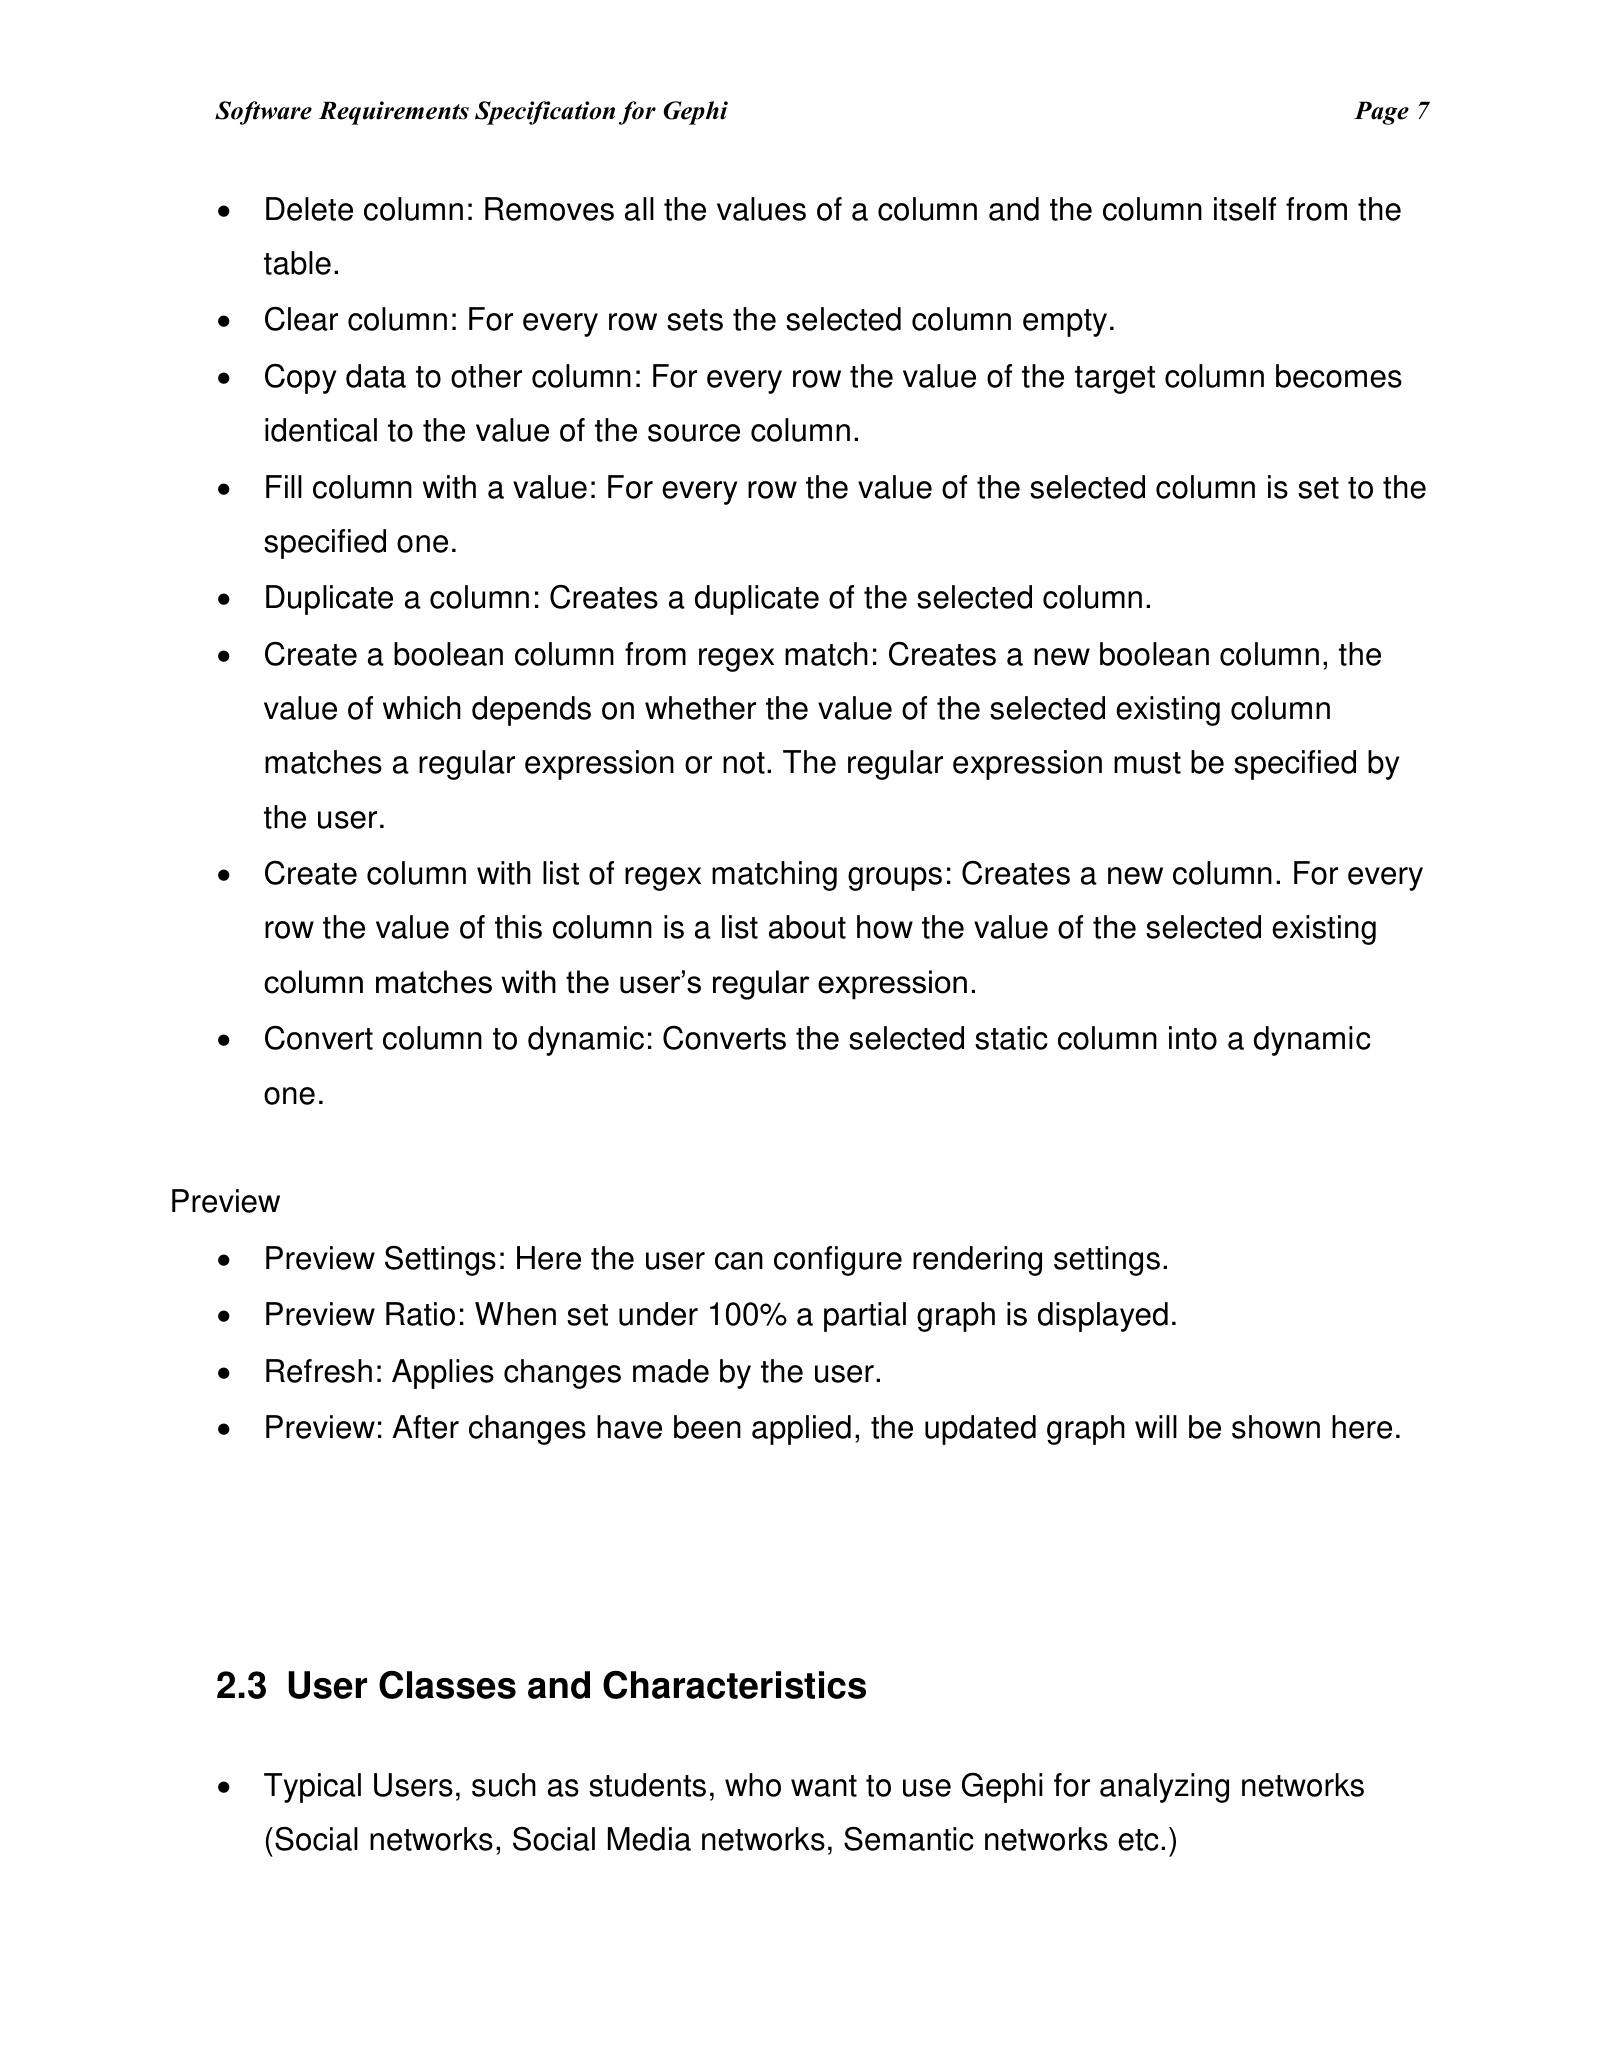 Software Requirements Specification for Gephi Page 7
• Delete column: Removes all the values of a column and the column itself from the
table.
• Clear column: For every row sets the selected column empty.
• Copy data to other column: For every row the value of the target column becomes
identical to the value of the source column.
• Fill column with a value: For every row the value of the selected column is set to the
specified one.
• Duplicate a column: Creates a duplicate of the selected column.
• Create a boolean column from regex match: Creates a new boolean column, the
value of which depends on whether the value of the selected existing column
matches a regular expression or not. The regular expression must be specified by
the user.
• Create column with list of regex matching groups: Creates a new column. For every
row the value of this column is a list about how the value of the selected existing
column matches with the user’s regular expression.
• Convert column to dynamic: Converts the selected static column into a dynamic
one.
Preview
• Preview Settings: Here the user can configure rendering settings.
• Preview Ratio: When set under 100% a partial graph is displayed.
• Refresh: Applies changes made by the user.
• Preview: After changes have been applied, the updated graph will be shown here.
2.3 User Classes and Characteristics
• Typical Users, such as students, who want to use Gephi for analyzing networks
(Social networks, Social Media networks, Semantic networks etc.)